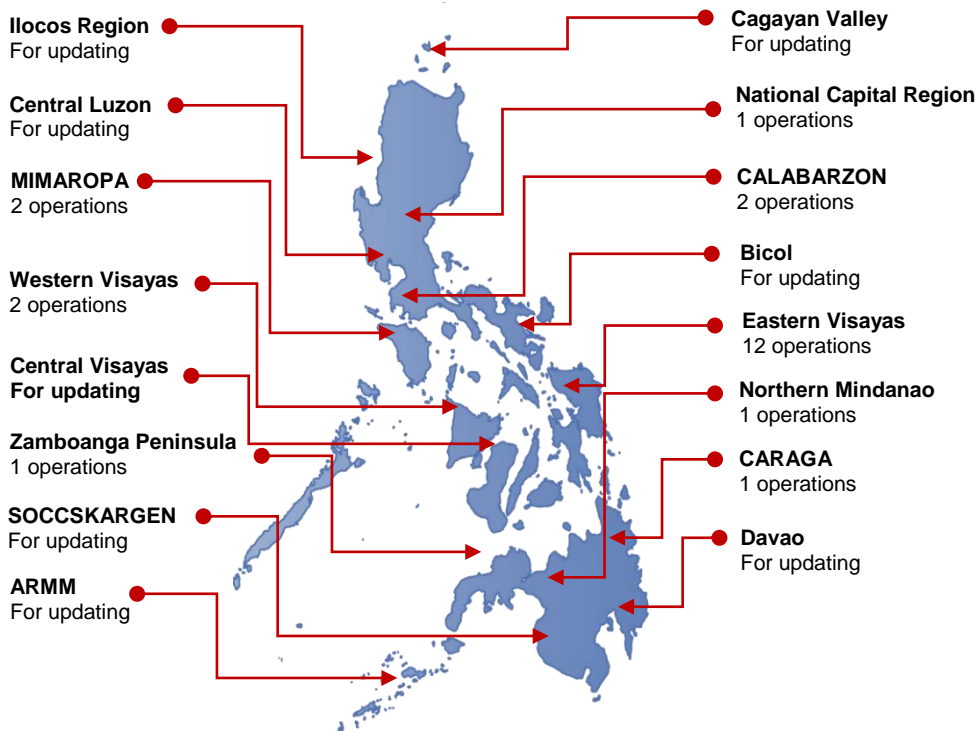 Ilocos Region
For updating
Central Luzon
For updating
MIMAROPA
2 operations
Western Visayas
2 operations
Central Visayas
For updating
Zamboanga Peninsula
1 operations
SOCCSKARGEN
For updating
ARMM
For updating
Cagayan Valley
For updating
National Capital Region
1 operations
CALABARZON
2 operations
Bicol
For updating
Eastern Visayas
12 operations
Northern Mindanao
1 operations
CARAGA
1 operations
Davao
For updating